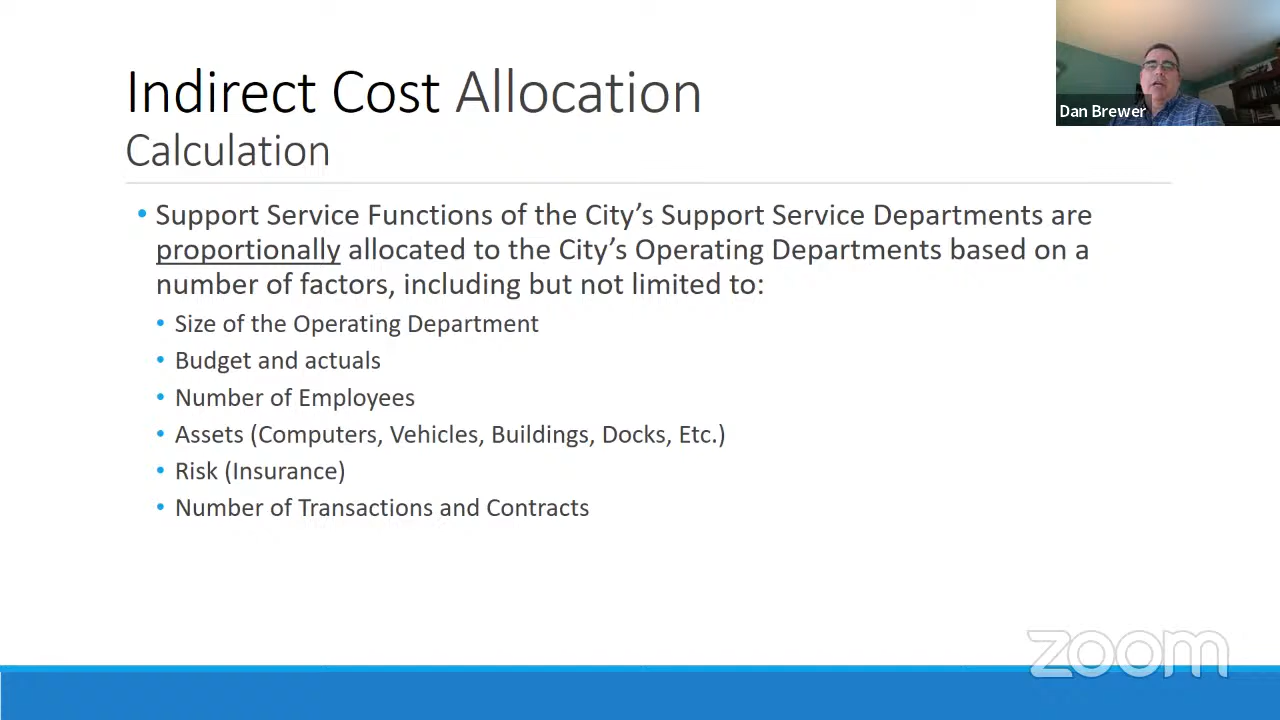 Indirect Cost Allocation
Calculation
Dan Brewer
• Support Service Functions of the City’s Support Service Departments are
proportionally allocated to the City’s Operating Departments based on a
number of factors, including but not limited to:
• Size of the Operating Department
• Budget and actuals
• Number of Employees
• Assets (Computers, Vehicles, Buildings, Docks, Etc.)
• Risk (Insurance)
• Number of Transactions and Contracts
zoom